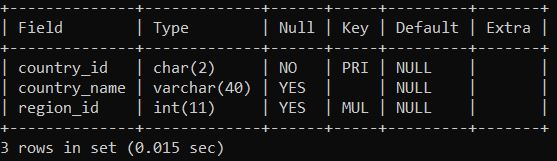 +--------------+-------------+------+-----+---------+-------+
| Field        | Type        | Null | Key | Default | Extra |
+--------------+-------------+------+-----+---------+-------+
| country_id   | char(2)     | NO   | PRI | NULL    |       |
| country_name | varchar(40) | YES  |     | NULL    |       |
| region_id    | int(11)     | YES  | MUL | NULL    |       |
+--------------+-------------+------+-----+---------+-------+
3 rows in set (0.015 sec)